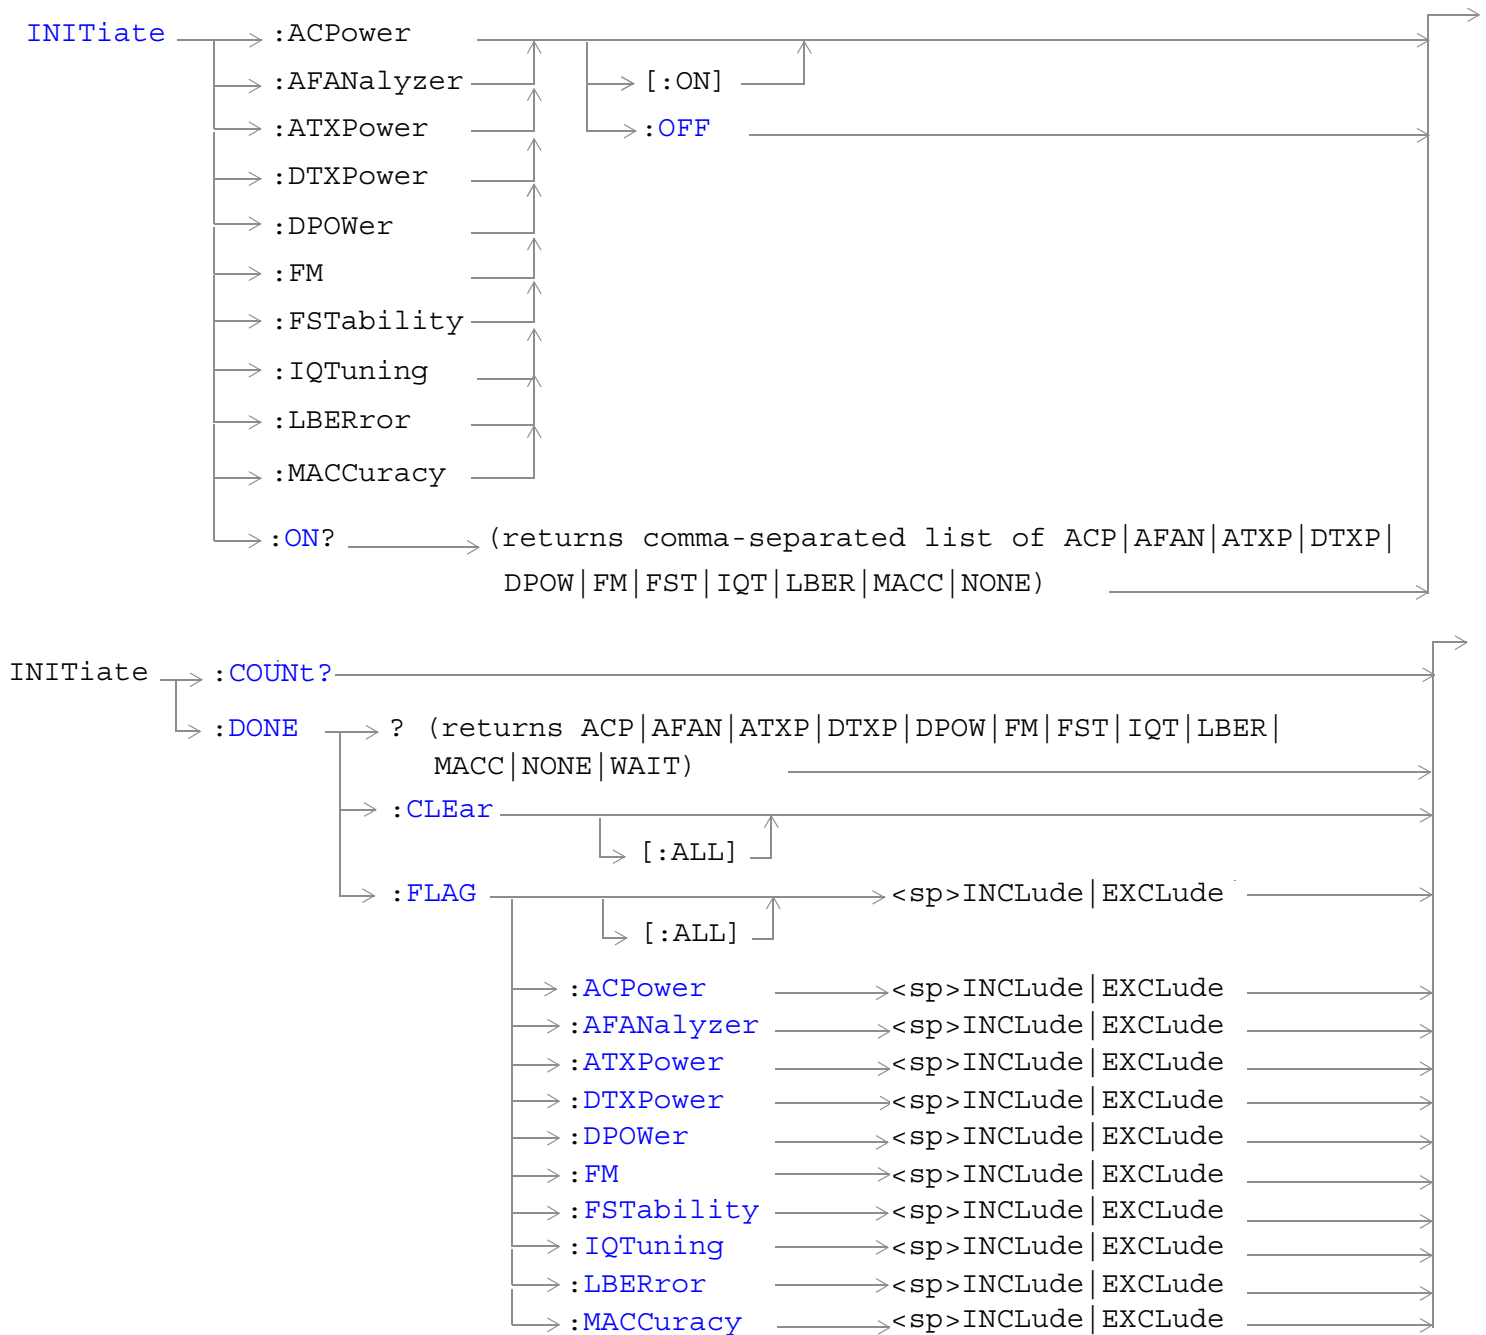 INITiate :ACPower
[:ON]
:AFANalyzer
:ATXPower :OFF
:DTXPower
:DPOWer
:FM
:FSTability
:IQTuning
:LBERror
:MACCuracy
:ON? (returns comma-separated list of ACP|AFAN|ATXP|DTXP|
DPOW|FM|FST|IQT|LBER|MACC|NONE)
INITiate :COUNt?
:DONE ? (returns ACP|AFAN|ATXP|DTXP|DPOW|FM|FST|IQT|LBER|
MACC|NONE|WAIT)
:CLEar
[:ALL]
:FLAG <sp>INCLude|EXCLude
[:ALL]
:ACPower <sp>INCLude|EXCLude
:AFANalyzer <sp>INCLude|EXCLude
:ATXPower <sp>INCLude|EXCLude
:DTXPower <sp>INCLude|EXCLude
:DPOWer <sp>INCLude|EXCLude
:FM <sp>INCLude|EXCLude
:FSTability <sp>INCLude|EXCLude
:IQTuning <sp>INCLude|EXCLude
:LBERror <sp>INCLude|EXCLude
:MACCuracy <sp>INCLude|EXCLude